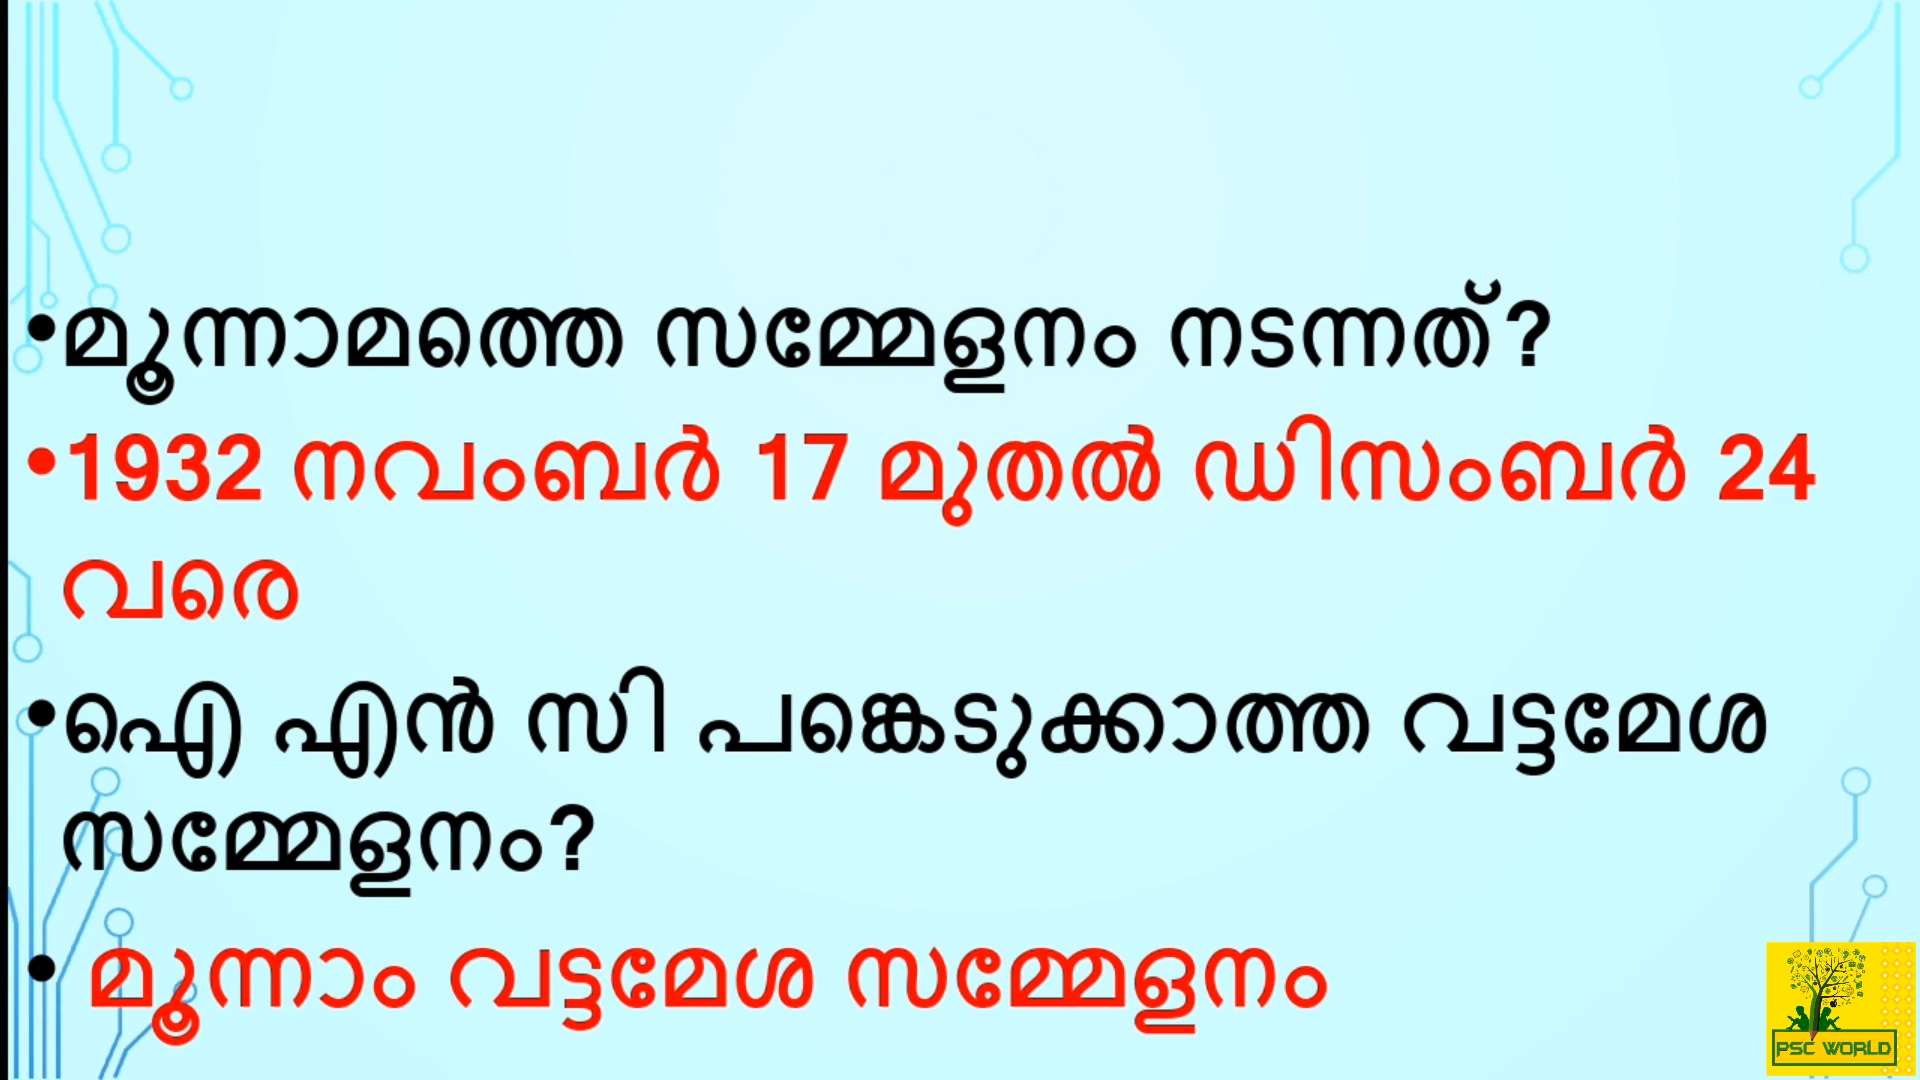 •മൂന്നാമത്തെ സമ്മേളനം നടന്നത്?
•1932 നവംബർ 17 മുതൽ ഡിസംബർ 24
വരെ
•ഐ എൻ സി പങ്കെടുക്കാത്ത വട്ടമേശ
സമ്മേളനം?
• മൂന്നാം വട്ടമേശ സമ്മേളനം
PSC WORLD